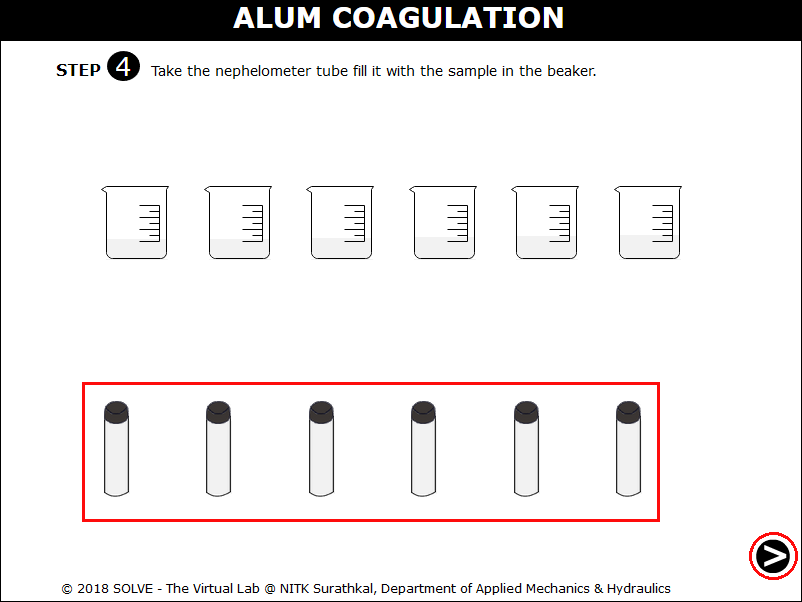 ALUM COAGULATION
STEP 4 Take the nephelometer tube fill it with the sample in the beaker.
>
© 2018 SOLVE - The Virtual Lab @ NITK Surathkal, Department of Applied Mechanics & Hydraulics